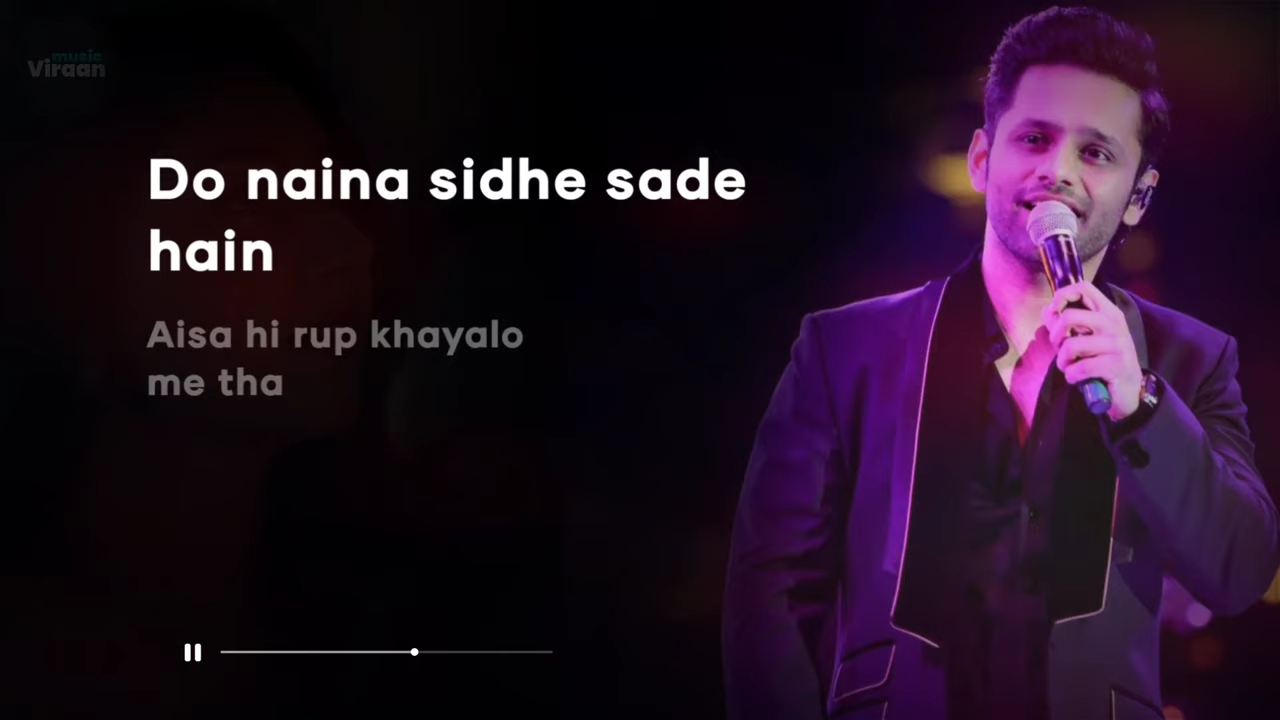 music
Viraan
Do naina sidhe sade
hain
Aisa hi rup khayalo
me tha